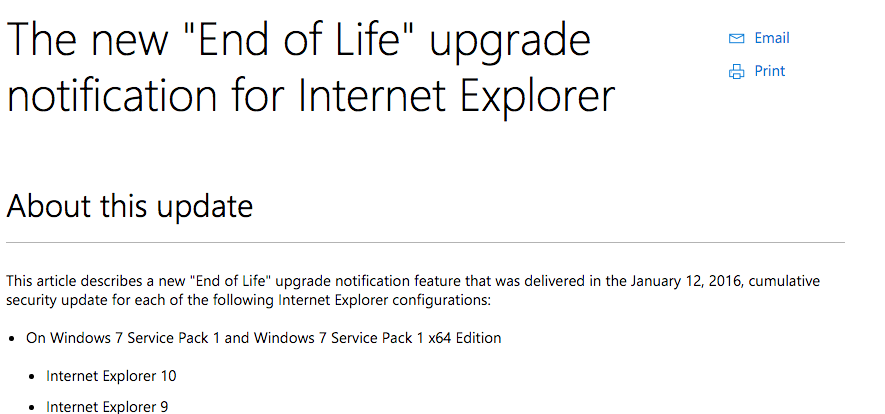 The new "End of Life" upgrade
notification for Internet Explorer
Email
Print
About this update
This article describes a new "End of Life" upgrade notification feature that was delivered in the January 12, 2016, cumulative
security update for each of the following Internet Explorer configurations:
• On Windows 7 Service Pack 1 and Windows 7 Service Pack 1 x64 Edition
• Internet Explorer 10
• Internet Explorer 9